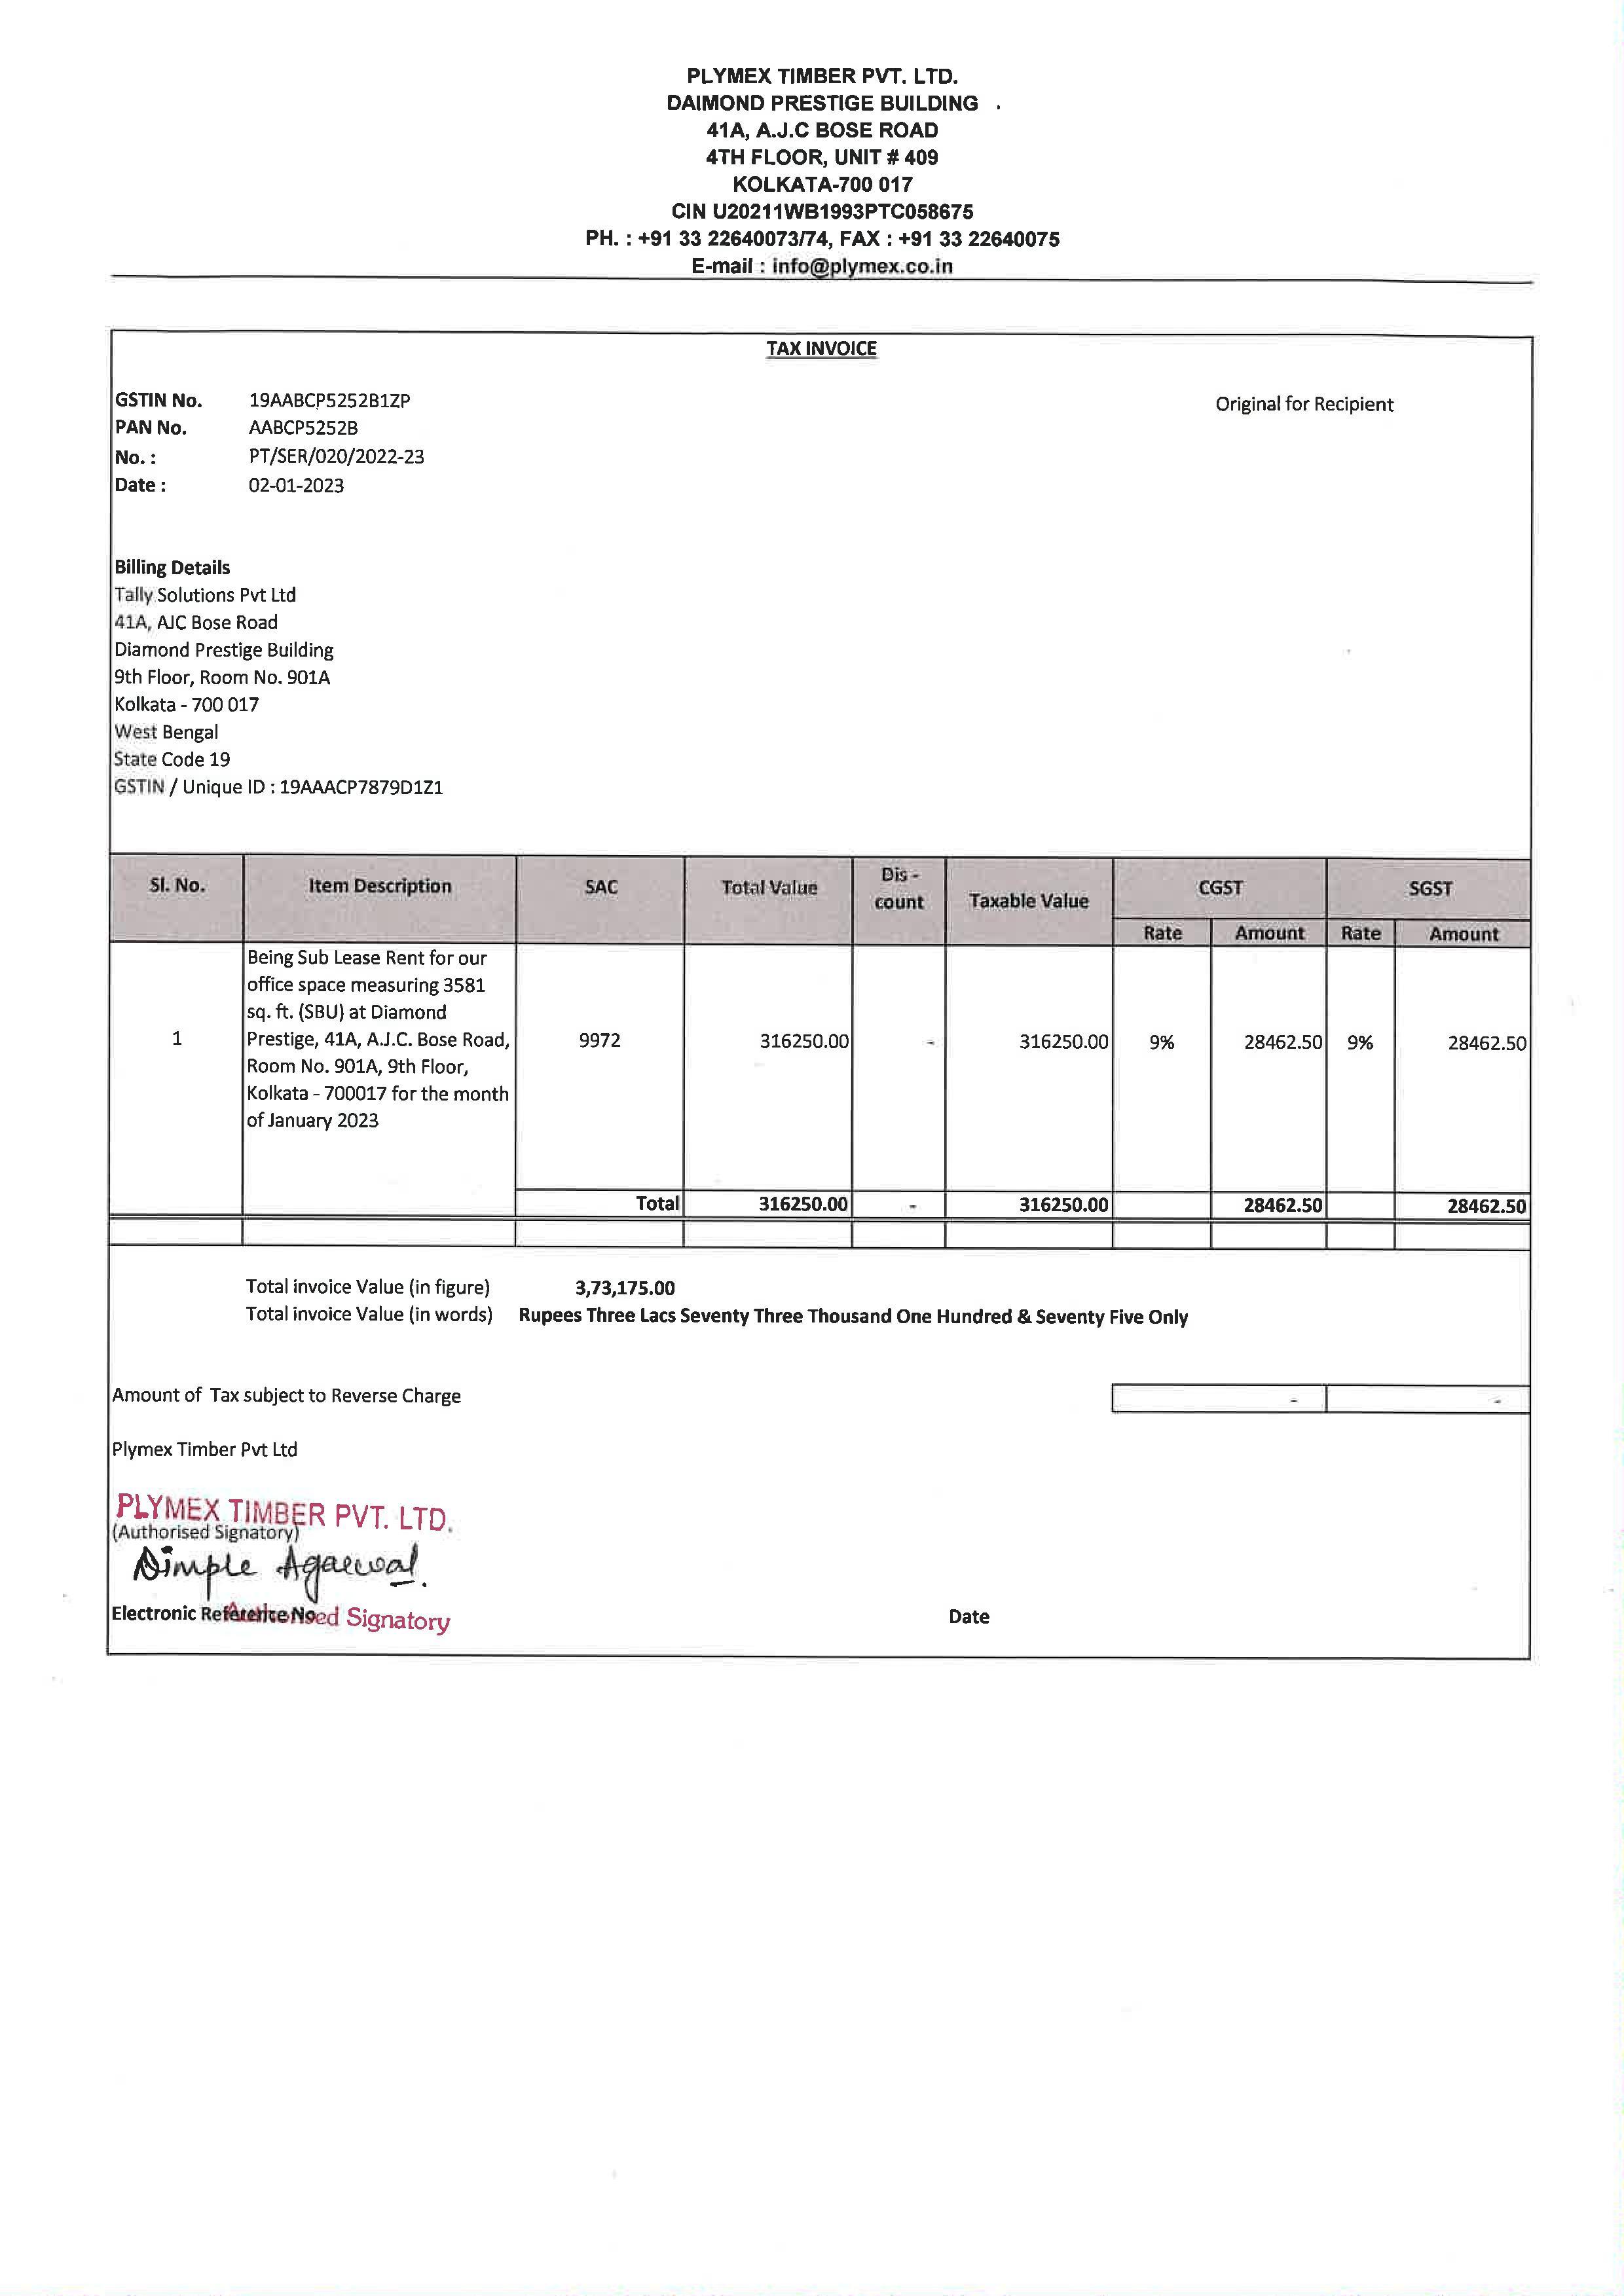 PLYMEX TIMBER PVT. LTD.
DAIMOND PRESTIGE BUILDING .
41A, A.J.C BOSE ROAD
4TH FLOOR, UNIT # 409
KOLKATA-700 017
CIN U20211WB1993PTC058675
PH. : +91 33 22640073/74, FAX : +91 33 22640075
E-mail : info@plymex.co.in
TAX INVOICE
GSTIN No. 19AABCP5252B1ZP Original for Recipient
PAN No. AABCP5252B
No. : PT/SER/020/2022-23
Date : 02-01-2023
Billing Details
Tally Solutions Pvt Ltd
41A, AJC Bose Road
Diamond Prestige Building
9th Floor, Room No. 901A
Kolkata - 700 017
West Bengal
State Code 19
GSTIN / Unique ID : 19AAACP7879D1Z1
Sl. No. Item Description SAC Total Value Dis - count Taxable Value CGST SGST
Rate Amount Rate Amount
Being Sub Lease Rent for our
office space measuring 3581
sq. ft. (SBU) at Diamond
1 Prestige, 41A, A.J.C. Bose Road, 9972 316250.00 - 316250.00 9% 28462.50 9% 28462.50
Room No. 901A, 9th Floor,
Kolkata - 700017 for the month
of January 2023
Total 316250.00 - 316250.00 28462.50 28462.50
Total invoice Value (in figure) 3,73,175.00
Total invoice Value (in words) Rupees Three Lacs Seventy Three Thousand One Hundred & Seventy Five Only
Amount of Tax subject to Reverse Charge - -
Plymex Timber Pvt Ltd
PLYMEX TIMBER PVT. LTD.
(Authorised Signatory)
Dimple Agarwal.
Electronic Reference No Date
Authorised Signatory